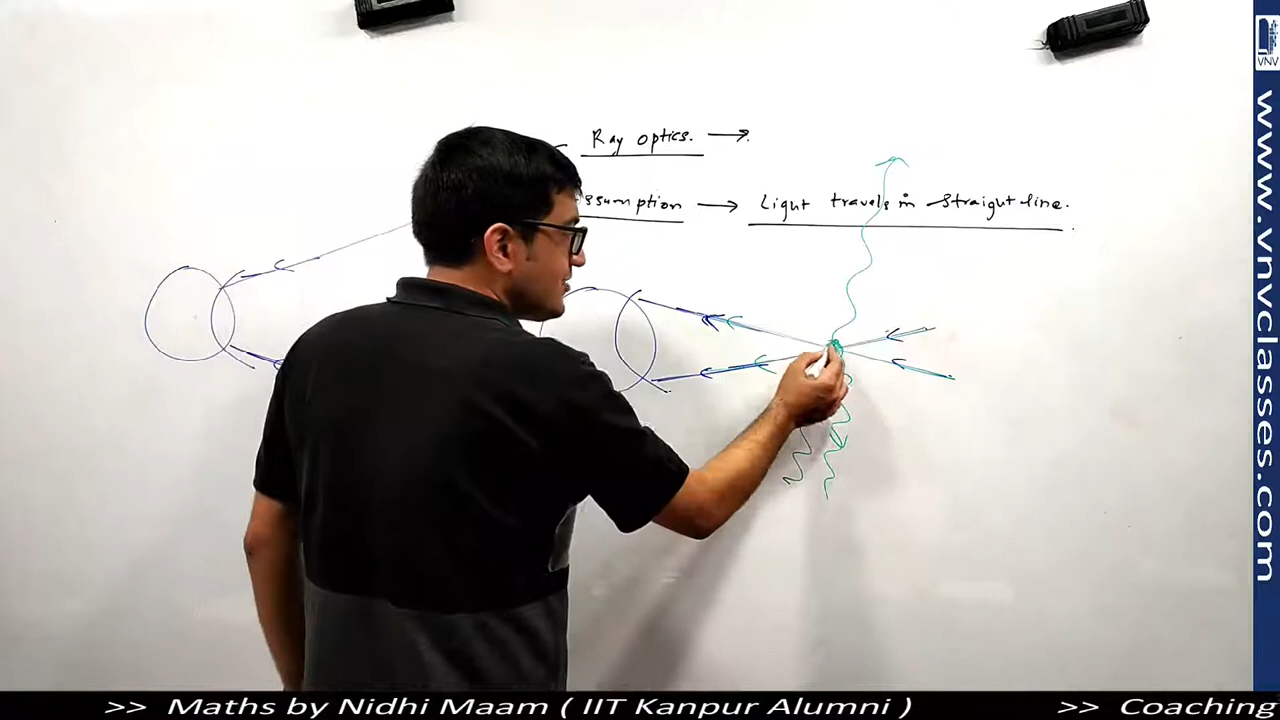 Ray optics. →
ssumption → Light travels in straight line.
VNV
www.vnvclasses.com
>> Maths by Nidhi Maam ( IIT Kanpur Alumni ) >> Coaching